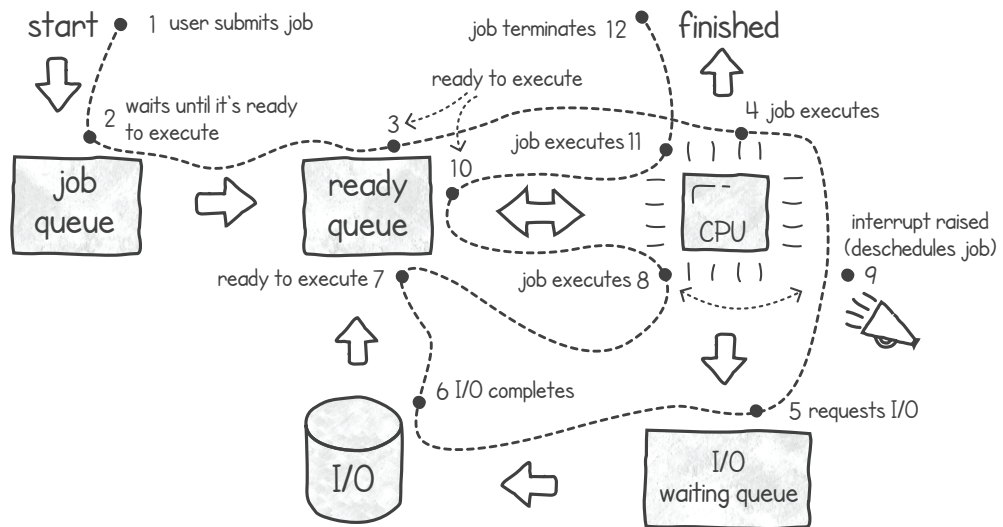 start
1 user submits job
job terminates 12
finished
2 waits until it's ready
to execute
ready to execute
3
4 job executes
job executes 11
10
job
queue
ready
queue
CPU
interrupt raised
(deschedules job)
9
ready to execute 7
job executes 8
6 I/O completes
5 requests I/O
I/O
I/O
waiting queue